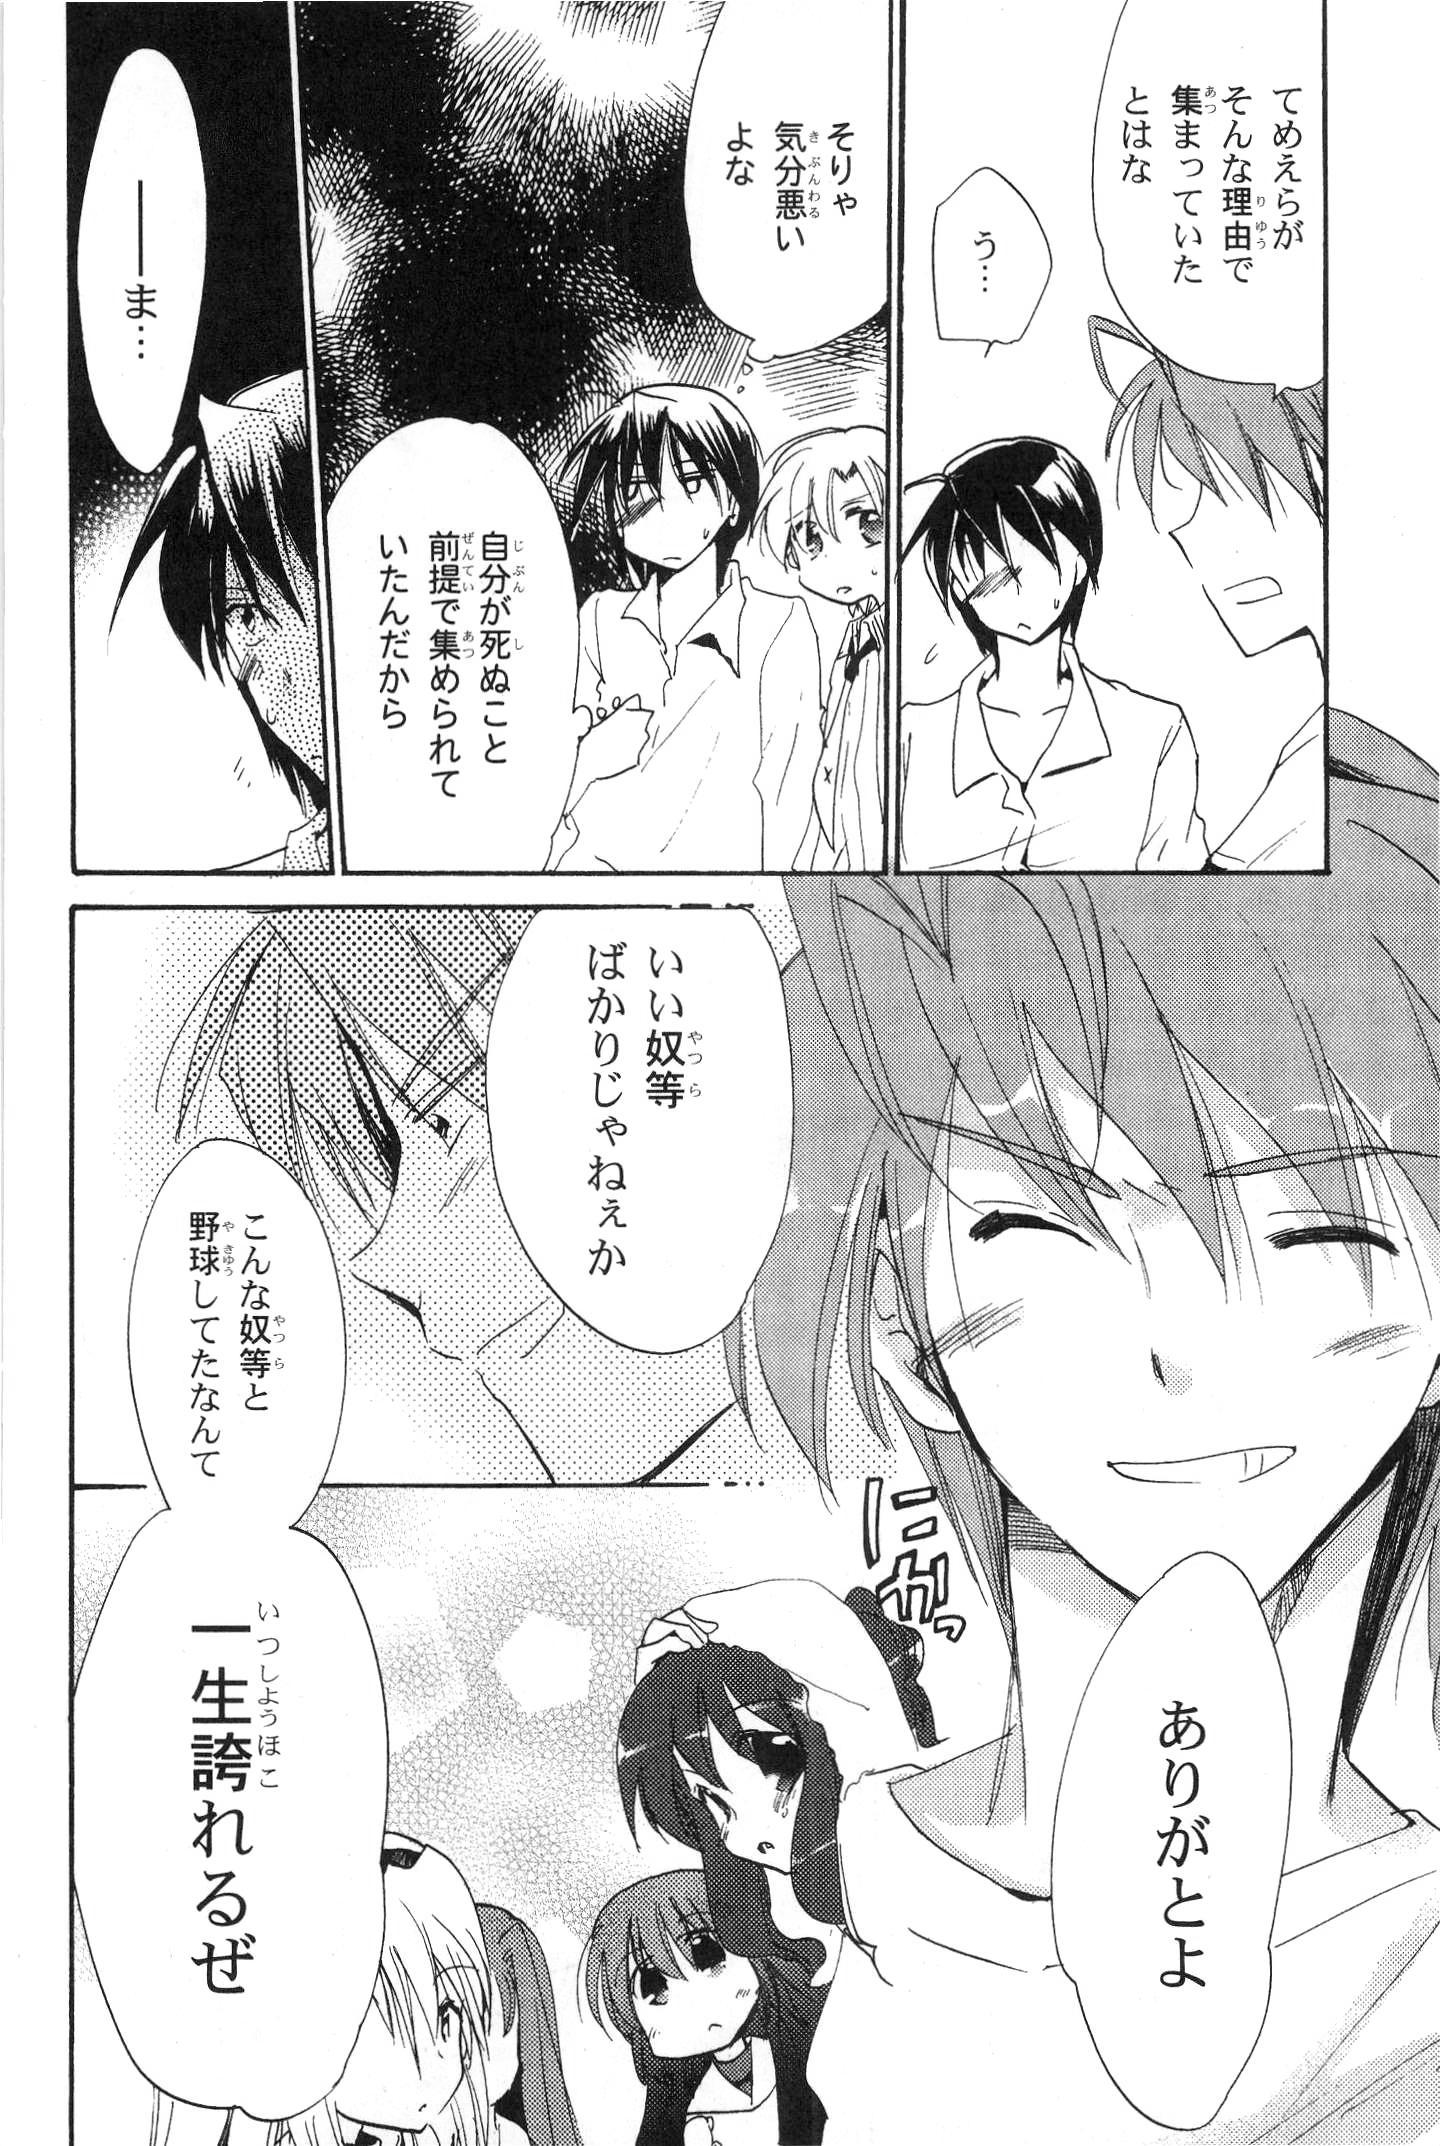 てめえらが
そんな理由で
集まっていた
とはな
う…
そりゃ
気分悪い
よな
自分が死ぬこと
前提で集められて
いたんだから
――ま…
いい奴等
ばかりじゃねぇか
こんな奴等と
野球してたなんて
一生誇れるぜ
ニカっ
ありがとよ